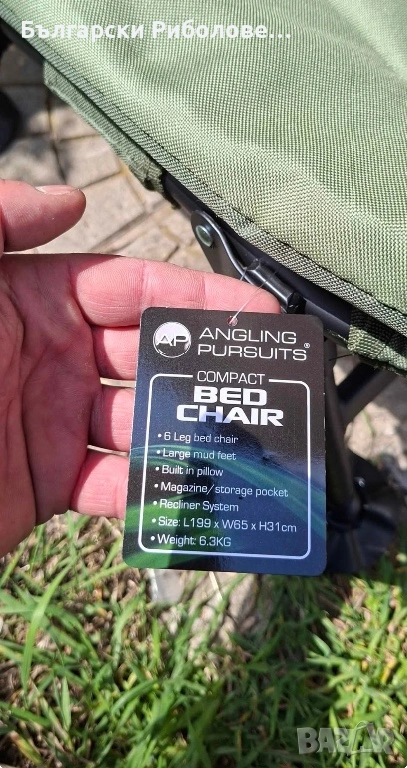 Български Риболове...
AP
ANGLING
PURSUITS®
COMPACT
BED
CHAIR
• 6 Leg bed chair
• Large mud feet
• Built in pillow
• Magazine/storage pocket
• Recliner System
• Size: L199 x W65 x H31cm
• Weight: 6.3KG
BAZAR